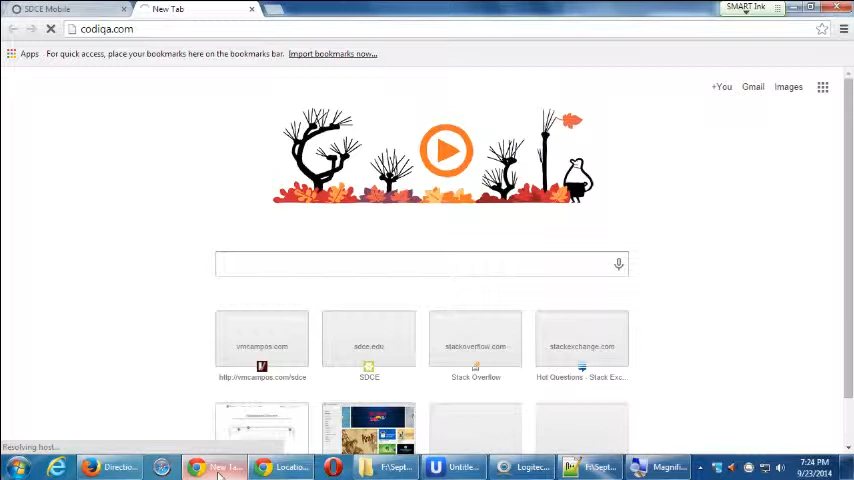 SDCE Mobile
New Tab
SMART Ink
codiqa.com
Apps For quick access, place your bookmarks here on the bookmarks bar. Import bookmarks now...
+You Gmail Images
vmcampos.com sdce.edu stackoverflow.com stackexchange.com
http://vmcampos.com/sdce SDCE Stack Overflow Hot Questions - Stack Exc...
Resolving host...
Directio... New Ta... Locatio... F:\Sept... Untitle... Logitec... F:\Sept... Magnifi...
7:24 PM
9/23/2014